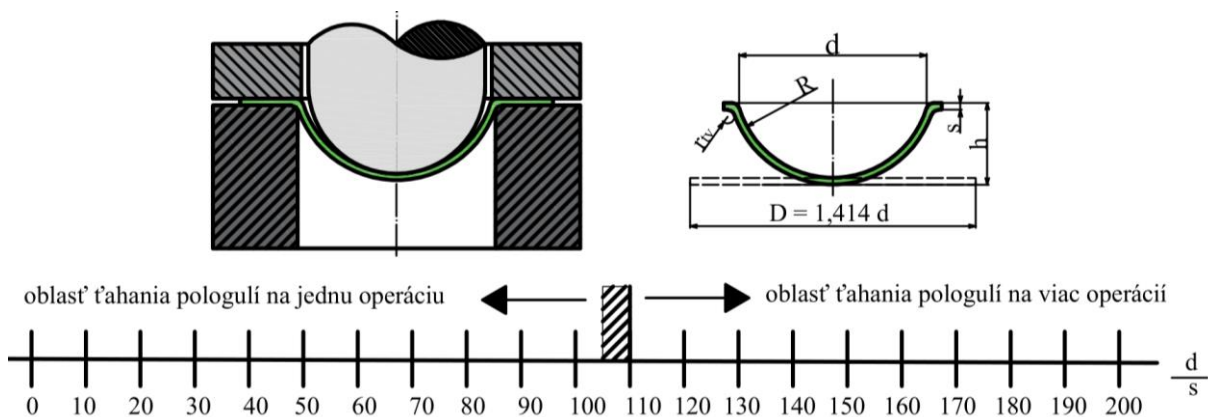 d
R
r_tv
s
h
D = 1,414 d
oblasť ťahania pologulí na jednu operáciu
oblasť ťahania pologulí na viac operácií
0 10 20 30 40 50 60 70 80 90 100 110 120 130 140 150 160 170 180 190 200
d
s